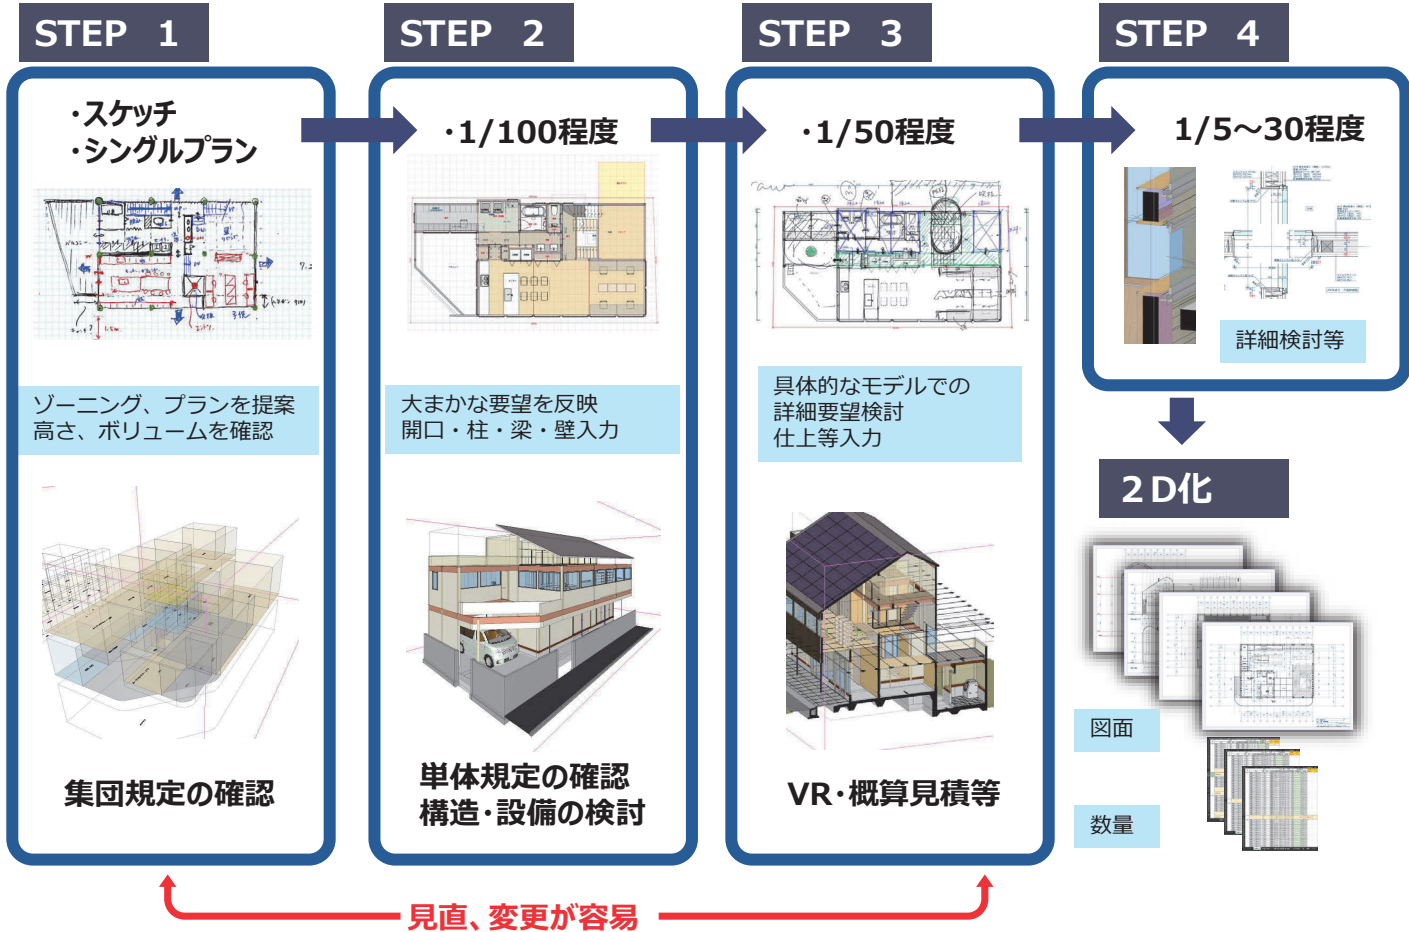 STEP 1
・スケッチ
・シングルプラン
ゾーニング、プランを提案
高さ、ボリュームを確認
集団規定の確認
STEP 2
・1/100程度
大まかな要望を反映
開口・柱・梁・壁入力
単体規定の確認
構造・設備の検討
STEP 3
・1/50程度
具体的なモデルでの
詳細要望検討
仕上等入力
VR・概算見積等
STEP 4
1/5～30程度
詳細検討等
２D化
図面
数量
見直、変更が容易